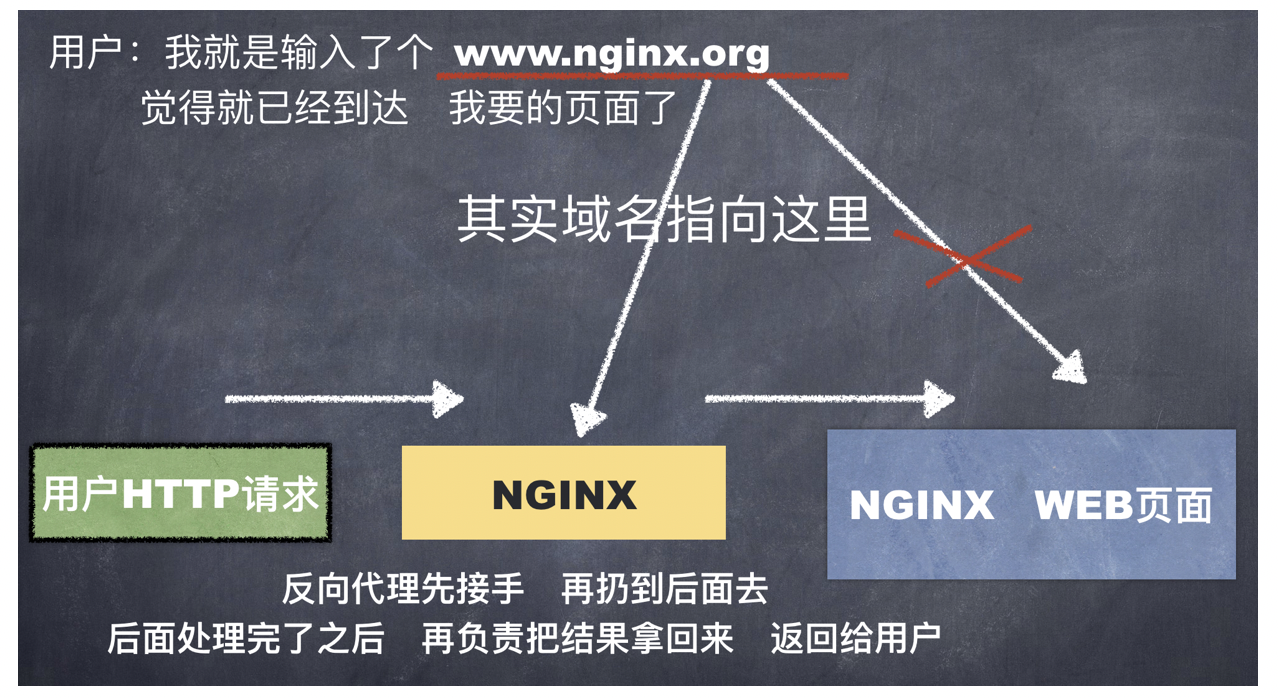 用户：我就是输入了个 www.nginx.org
觉得就已经到达 我要的页面了
其实域名指向这里
用户HTTP请求
NGINX
NGINX WEB页面
反向代理先接手 再扔到后面去
后面处理完了之后 再负责把结果拿回来 返回给用户